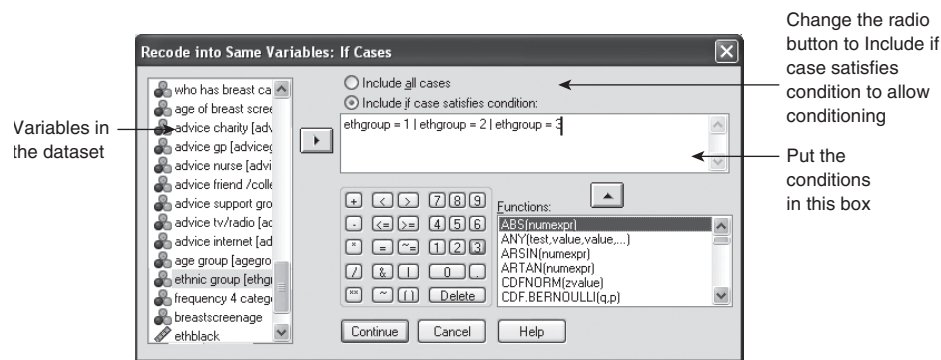 Change the radio
button to Include if
case satisfies
condition to allow
conditioning
Recode into Same Variables: If Cases
Variables in
the dataset
who has breast ca
age of breast scree
advice charity [adv
advice gp [adviceg
advice nurse [advi
advice friend /colle
advice support gro
advice tv/radio [ac
advice internet [ad
age group [agegro
ethnic group [ethgr
frequency 4 catego
breastscreenage
ethblack
Include all cases
Include if case satisfies condition:
ethgroup = 1 | ethgroup = 2 | ethgroup = 3
Put the
conditions
in this box
+ < > 7 8 9
- <= >= 4 5 6
* = ~= 1 2 3
/ & | 0 .
** ~ () Delete
Functions:
ABS(numexpr)
ANY(test,value,value,...)
ARSIN(numexpr)
ARTAN(numexpr)
CDFNORM(zvalue)
CDF.BERNOULLI(q,p)
Continue Cancel Help